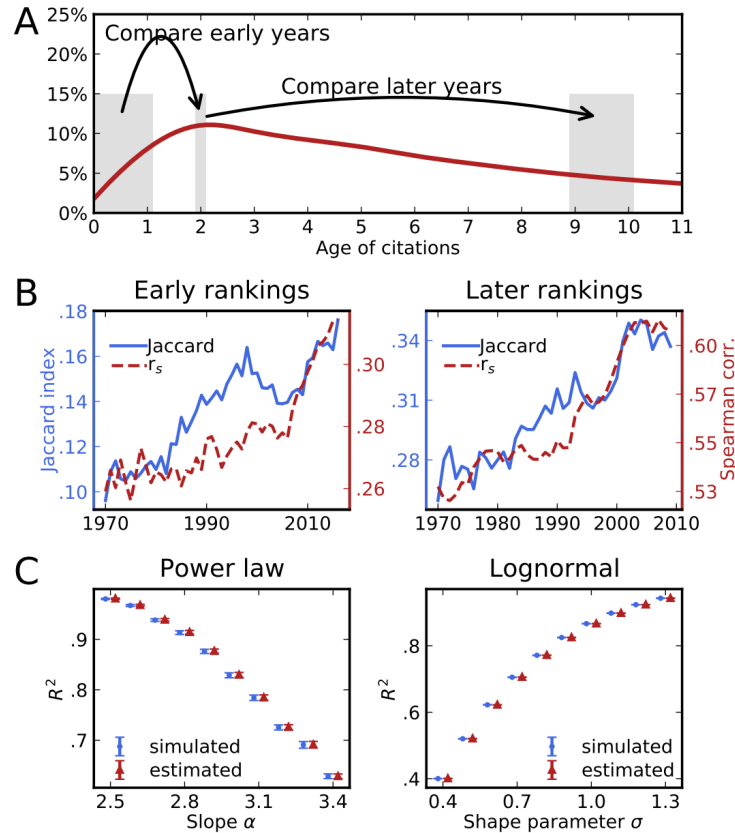 A
25%
20%
15%
10%
5%
0%
Compare early years
Compare later years
0 1 2 3 4 5 6 7 8 9 10 11
Age of citations
B
Early rankings
Jaccard index
.18
.16
.14
.12
.10
Jaccard
r_s
.30
.28
.26
1970 1990 2010
Later rankings
.34
.31
.28
Jaccard
r_s
.60
.57
.55
.53
Spearman corr.
1970 1980 1990 2000 2010
C
Power law
R²
.9
.8
.7
simulated
estimated
2.5 2.8 3.1 3.4
Slope α
Lognormal
R²
.8
.6
.4
simulated
estimated
0.4 0.7 1.0 1.3
Shape parameter σ